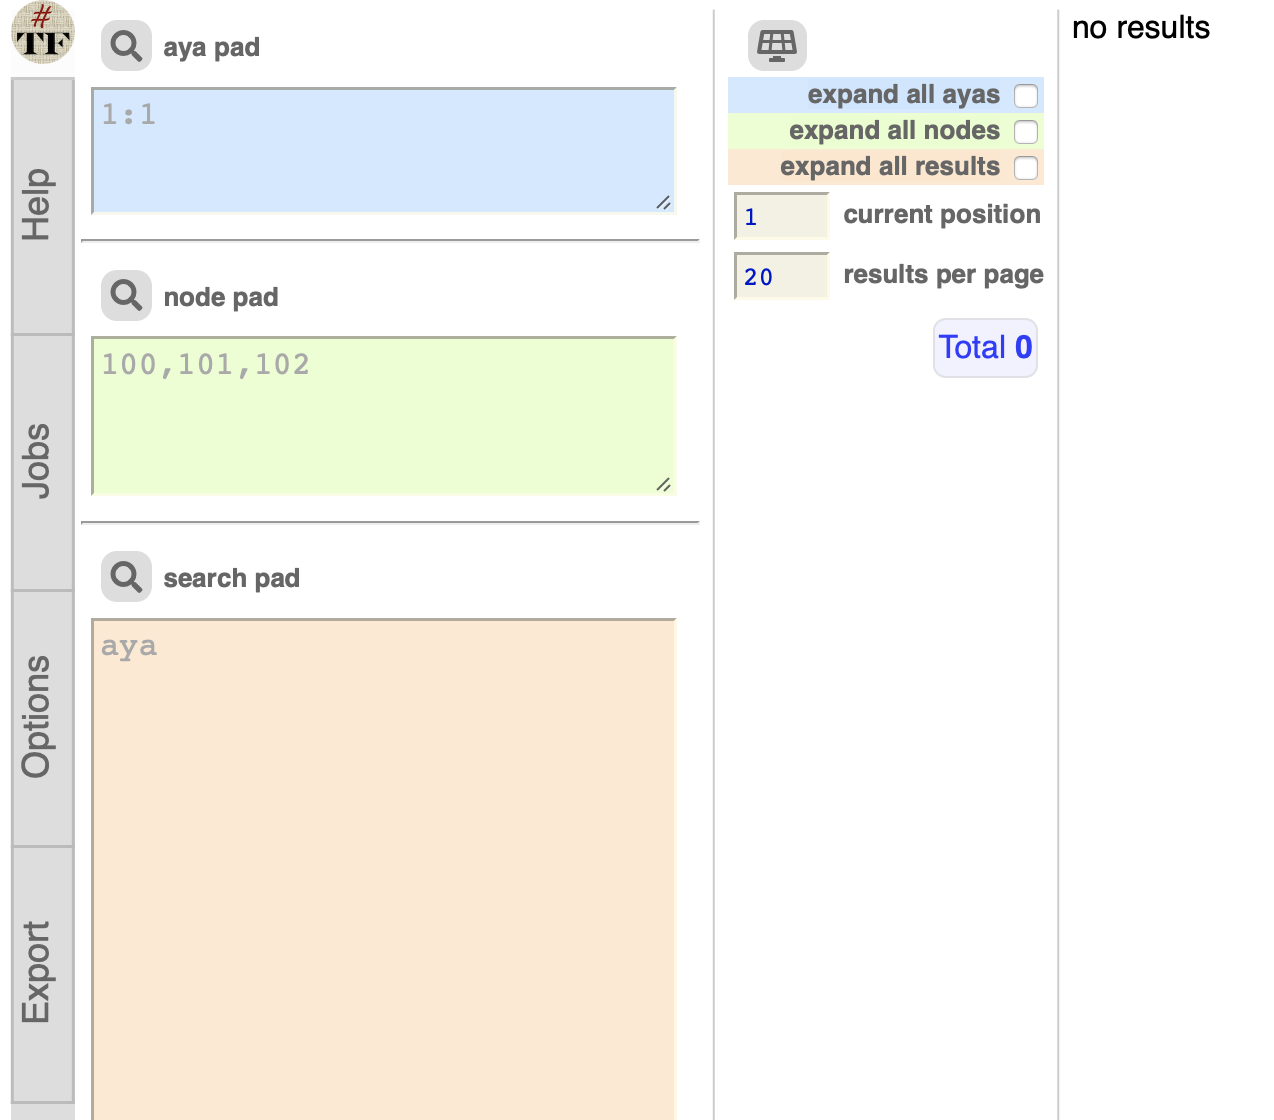 #
TF
Help
Jobs
Options
Export
aya pad
1:1
node pad
100,101,102
search pad
aya
expand all ayas
expand all nodes
expand all results
1 current position
20 results per page
Total 0
no results